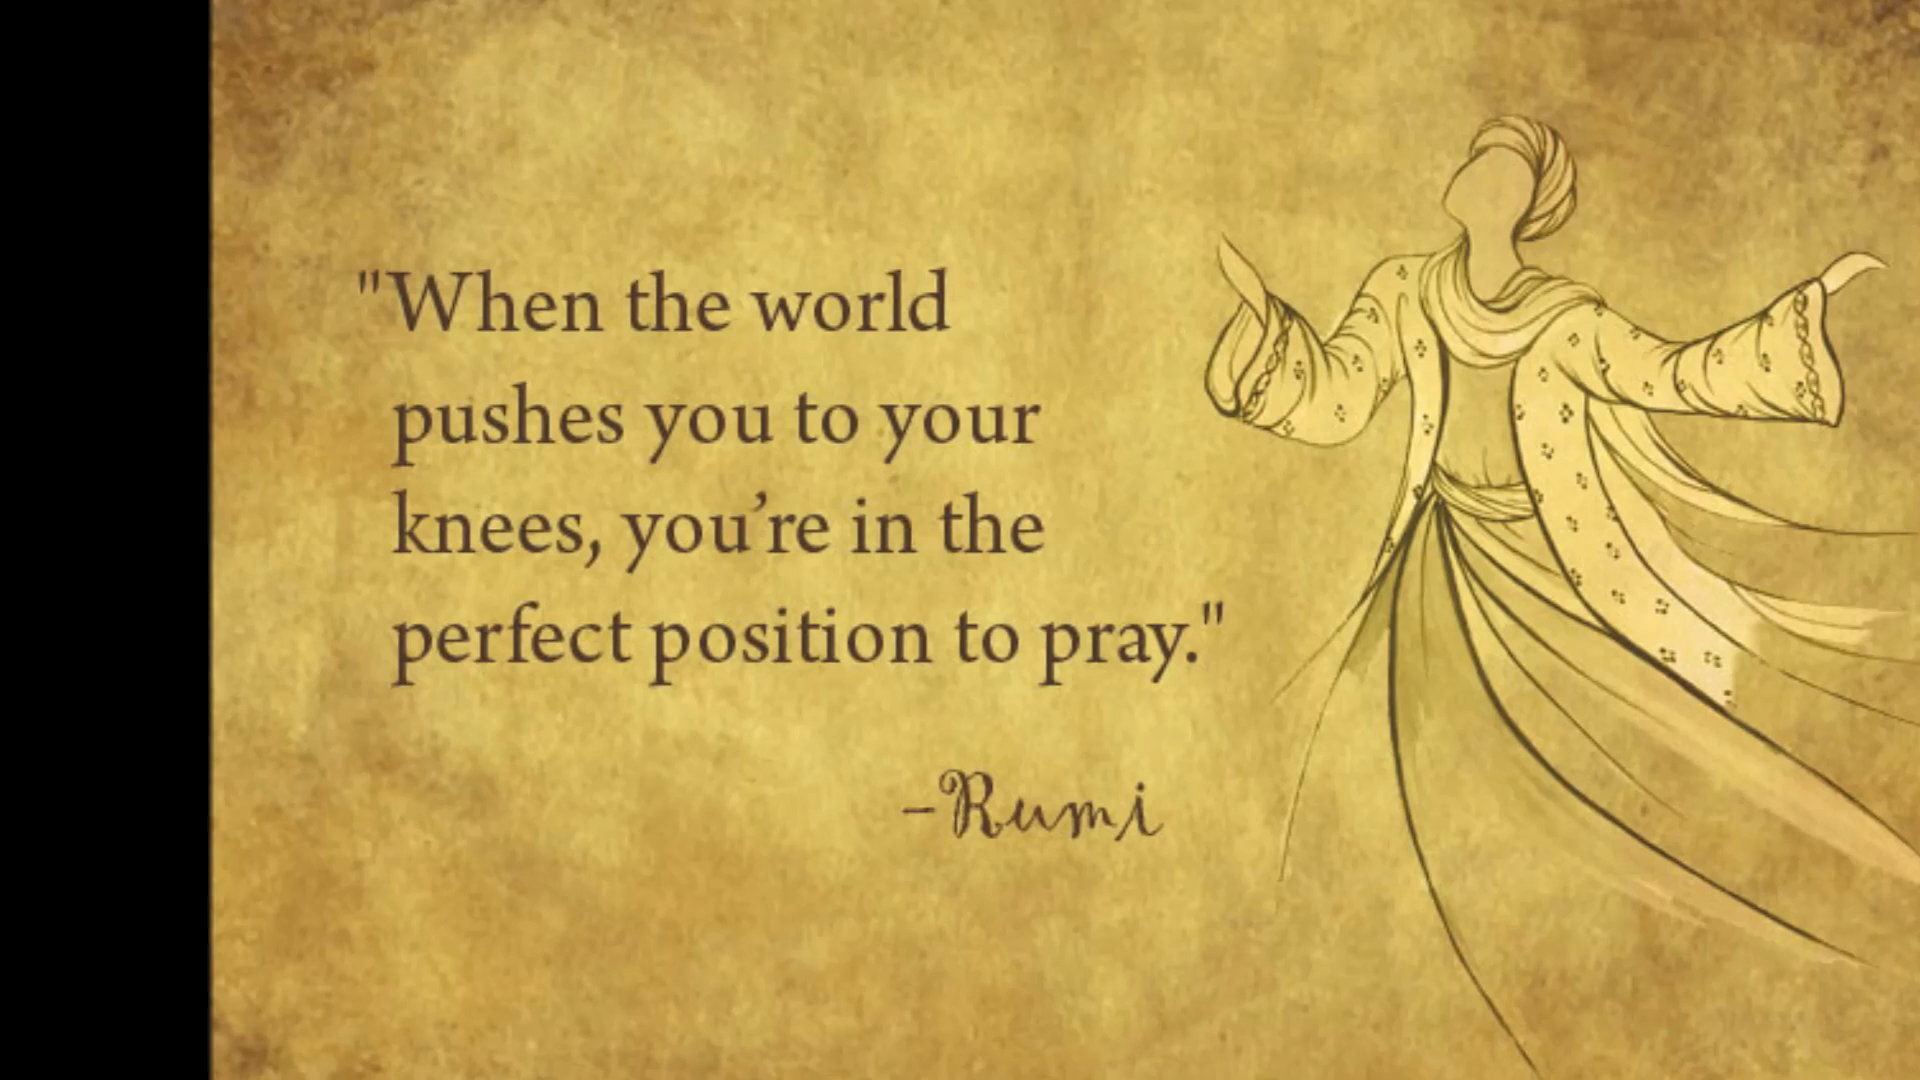 "When the world
pushes you to your
knees, you’re in the
perfect position to pray."
-Rumi